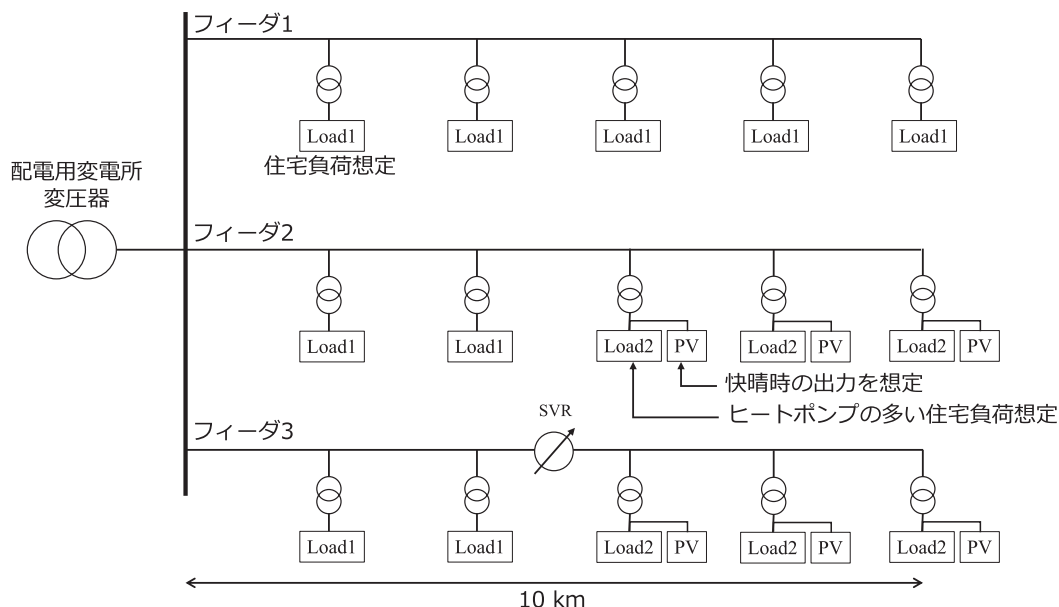 フィーダ1
Load1
Load1
Load1
Load1
Load1
住宅負荷想定
配電用変電所
変圧器
フィーダ2
Load1
Load1
Load2
PV
Load2
PV
Load2
PV
快晴時の出力を想定
ヒートポンプの多い住宅負荷想定
SVR
フィーダ3
Load1
Load1
Load2
PV
Load2
PV
Load2
PV
10 km